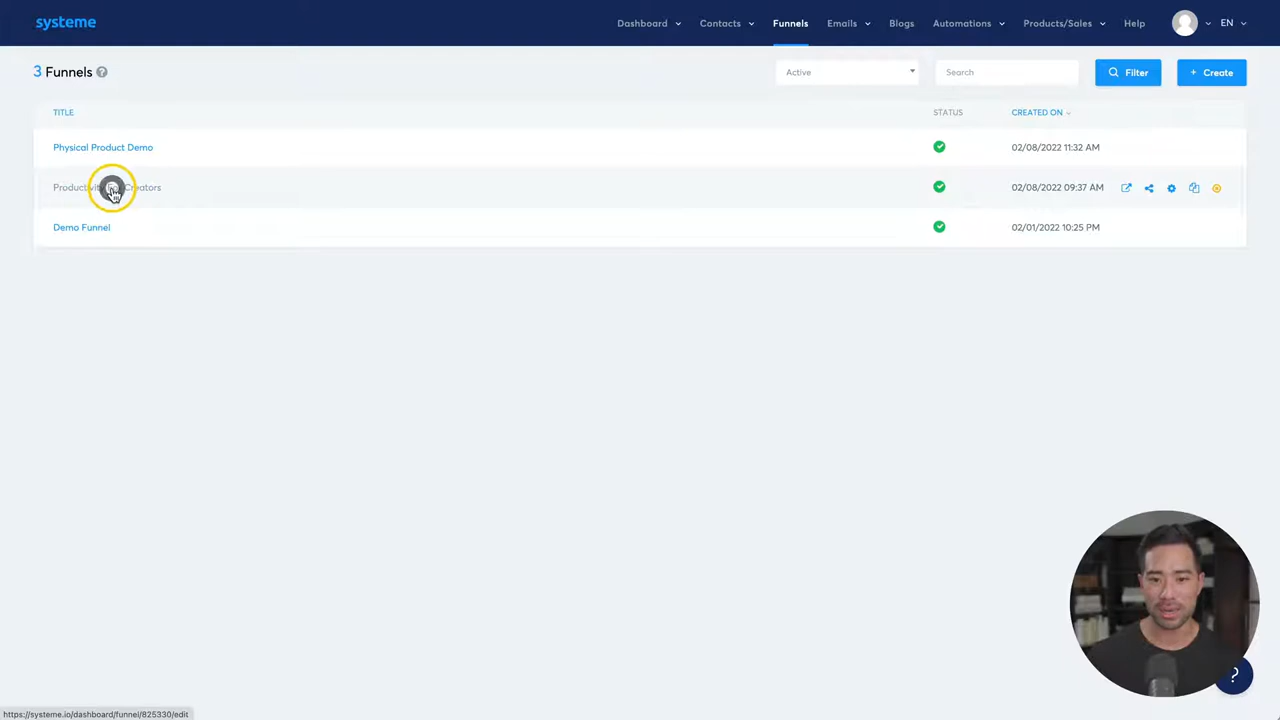 systeme
Dashboard Contacts Funnels Emails Blogs Automations Products/Sales Help EN
3 Funnels ?
Active
Search
Filter
+ Create
TITLE STATUS CREATED ON
Physical Product Demo 02/08/2022 11:32 AM
Creators 02/08/2022 09:37 AM
Demo Funnel 02/01/2022 10:25 PM
?
https://systeme.io/dashboard/funnel/825330/edit